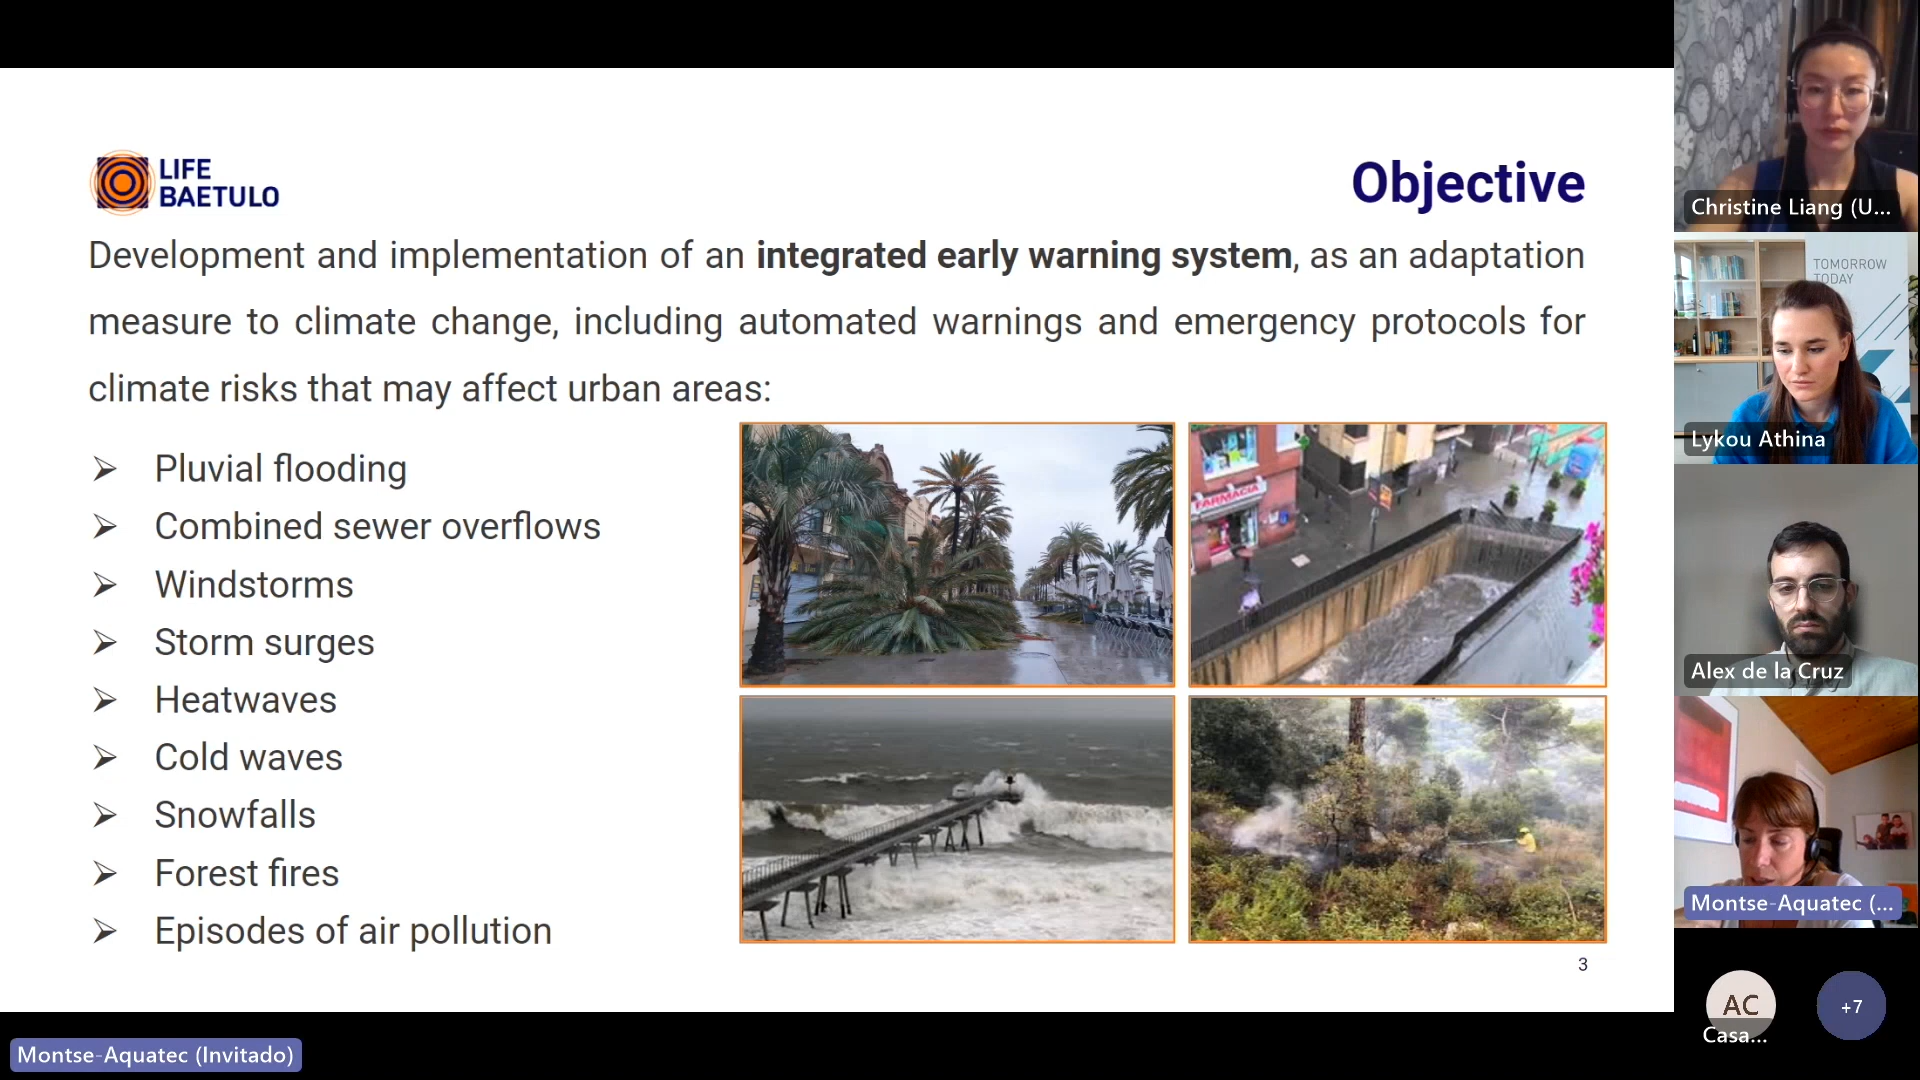 LIFE
BAETULO
Objective
Development and implementation of an integrated early warning system, as an adaptation
measure to climate change, including automated warnings and emergency protocols for
climate risks that may affect urban areas:
➢ Pluvial flooding
➢ Combined sewer overflows
➢ Windstorms
➢ Storm surges
➢ Heatwaves
➢ Cold waves
➢ Snowfalls
➢ Forest fires
➢ Episodes of air pollution
FARMACIA
3
Montse-Aquatec (Invitado)
Christine Liang (U...
TOMORROW
TODAY
Lykou Athina
Alex de la Cruz
Montse-Aquatec (...
AC
Casa...
+7